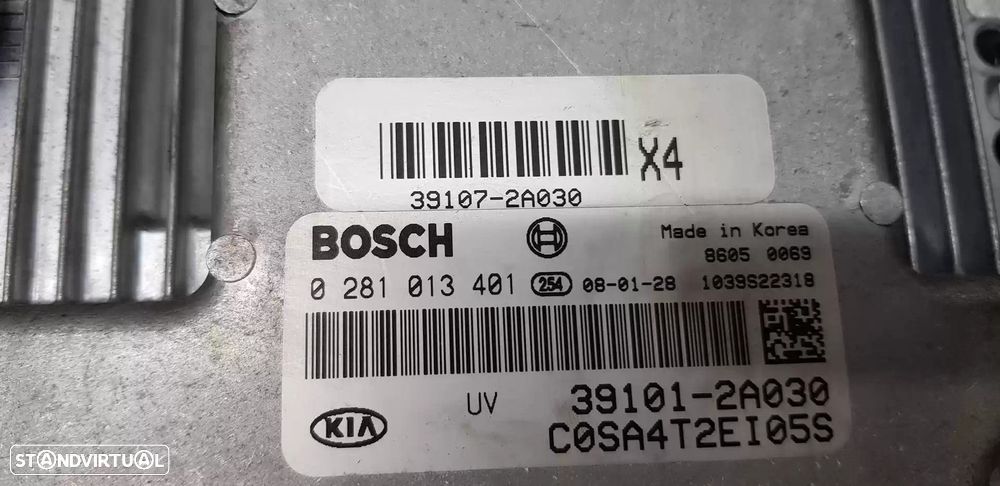 X4
39107-2A030
BOSCH
Made in Korea
8605 0069
0 281 013 401 254 08-01-28 1039S22318
UV 39101-2A030
KIA C0SA4T2EI05S
STANDVIRTUAL